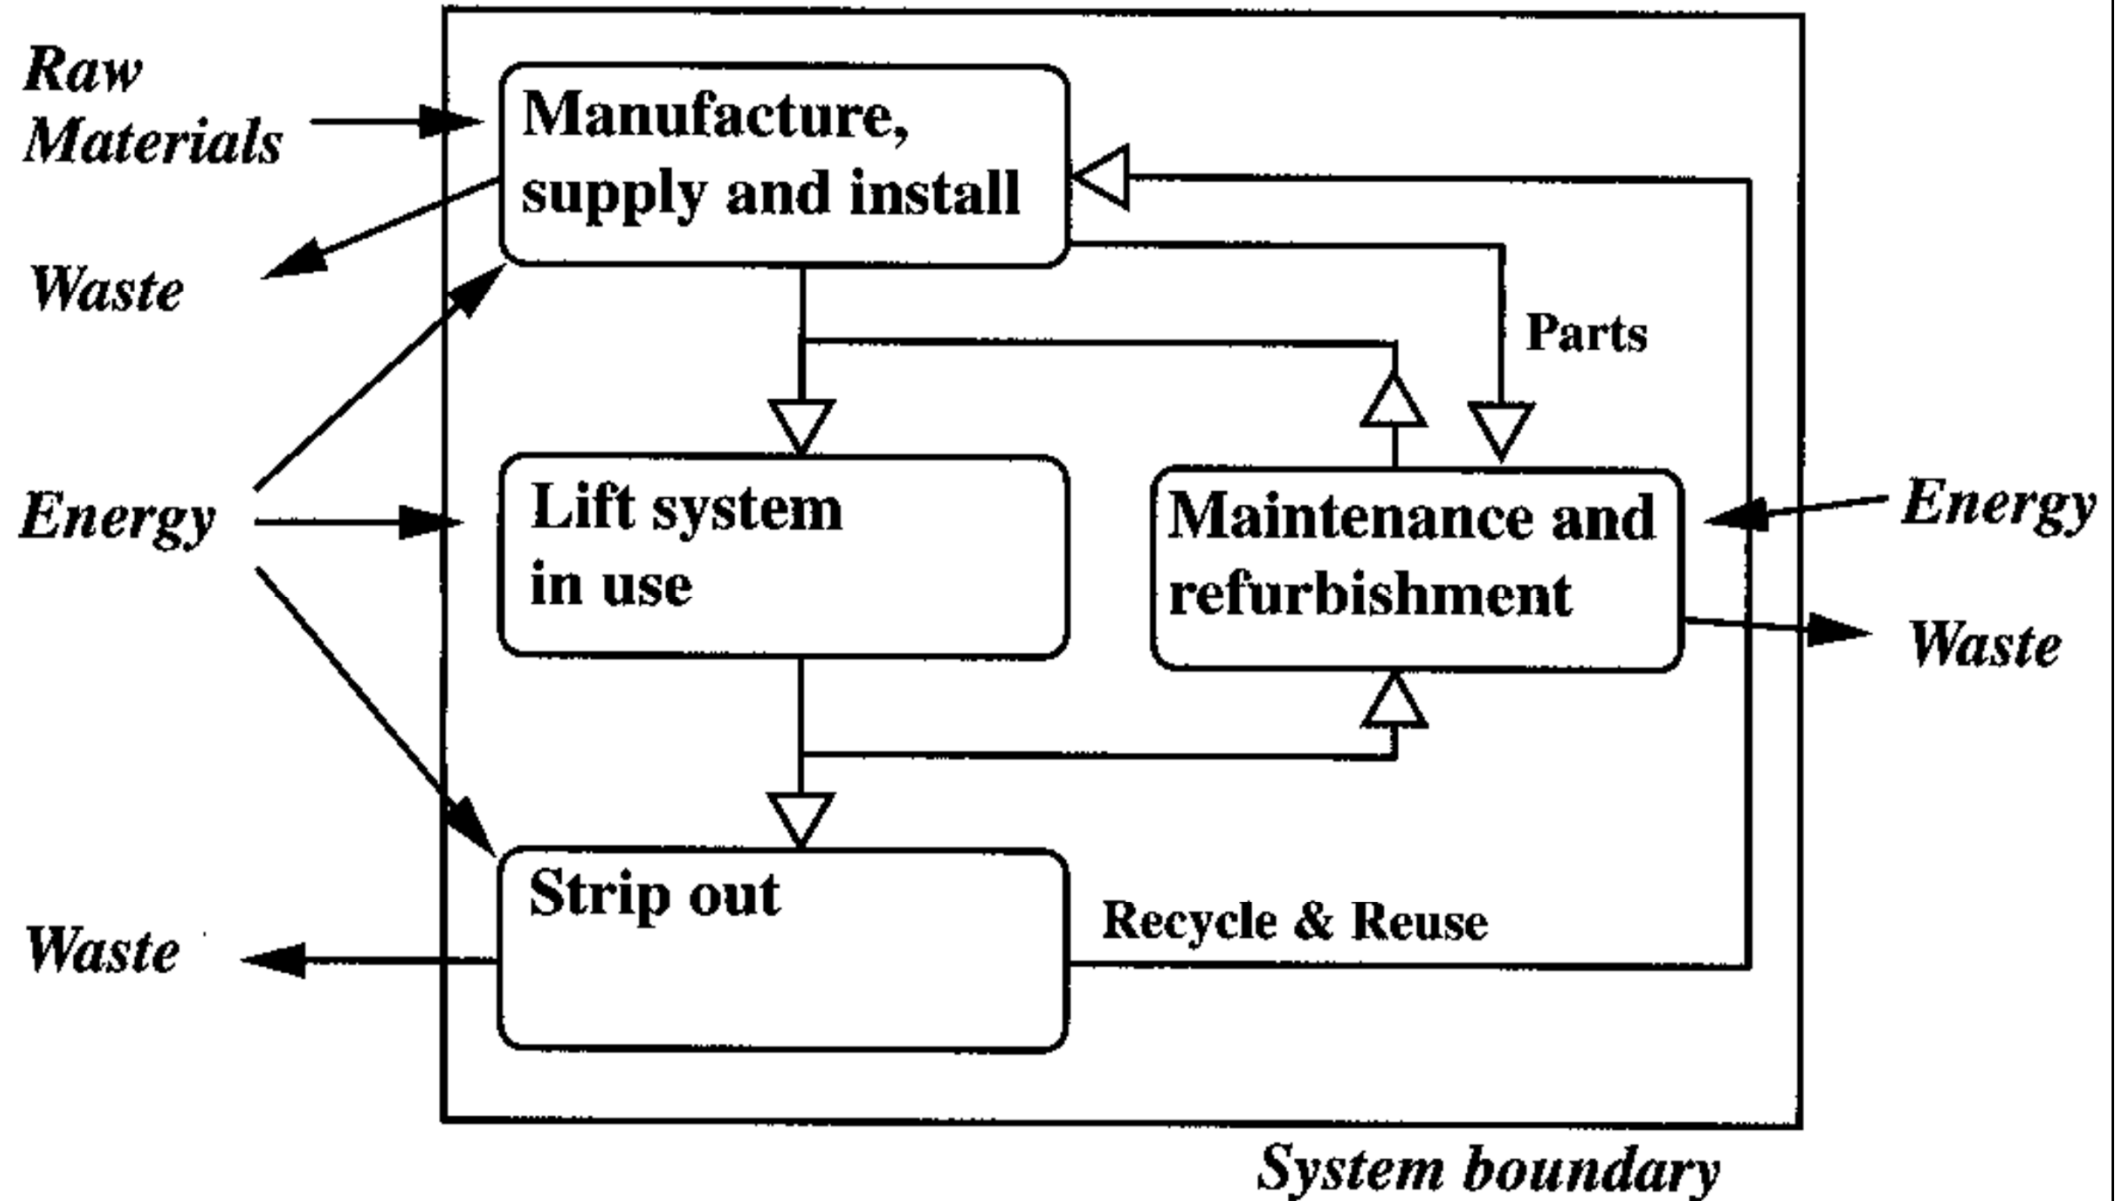 Raw
Materials
Manufacture,
supply and install
Waste
Parts
Energy
Lift system
in use
Maintenance and
refurbishment
Energy
Waste
Strip out
Recycle & Reuse
Waste
System boundary